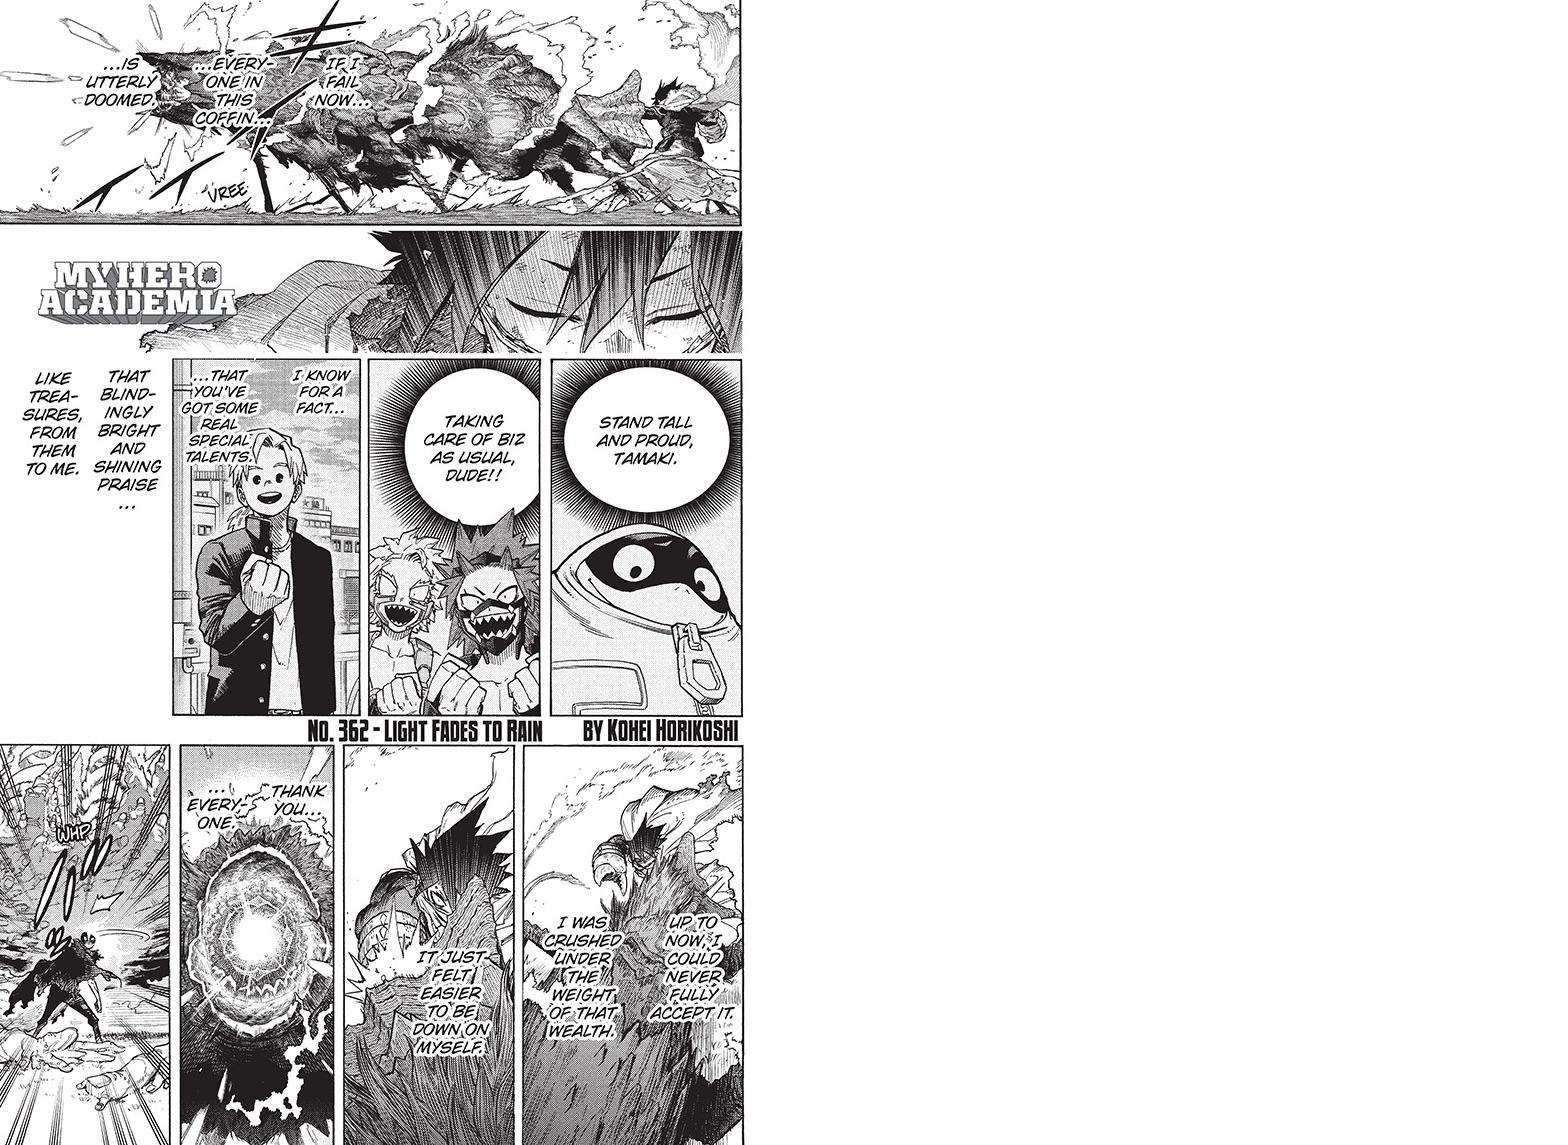 IF I
FAIL
NOW...
...EVERY-
ONE IN
THIS
COFFIN...
...IS
UTTERLY
DOOMED.
VREE
MY HERO
ACADEMIA
STAND TALL
AND PROUD,
TAMAKI.
TAKING
CARE OF BIZ
AS USUAL,
DUDE!!
I KNOW
FOR A
FACT...
...THAT
YOU'VE
GOT SOME
REAL
SPECIAL
TALENTS.
THAT
BLIND-
INGLY
BRIGHT
AND
SHINING
PRAISE
...
LIKE
TREA-
SURES,
FROM
THEM
TO ME.
NO. 362 - LIGHT FADES TO RAIN
BY KOHEI HORIKOSHI
UP TO
NOW, I
COULD
NEVER
FULLY
ACCEPT IT.
I WAS
CRUSHED
UNDER
THE
WEIGHT
OF THAT
WEALTH.
IT JUST
FELT
EASIER
TO BE
DOWN ON
MYSELF.
THANK
YOU...
...
EVERY-
ONE.
WHP